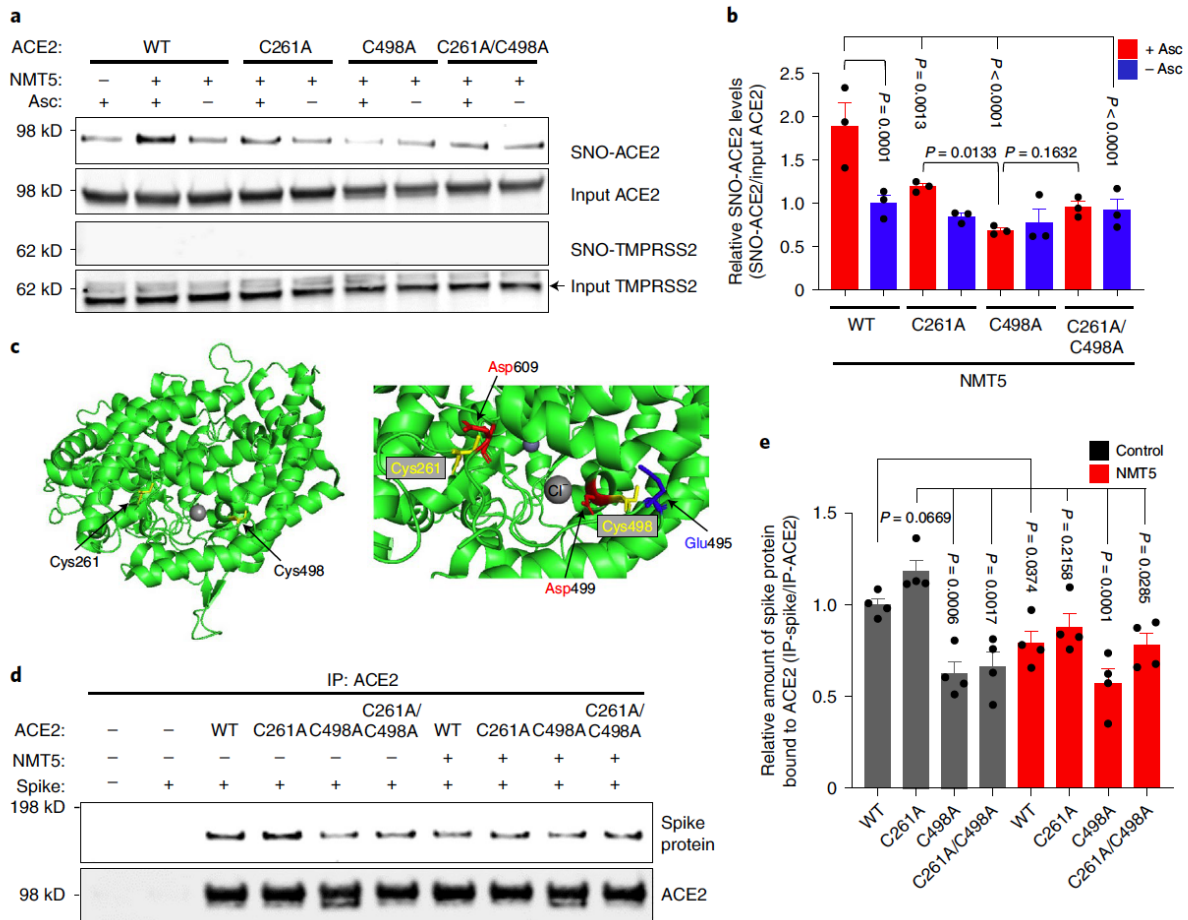 a
ACE2: WT C261A C498A C261A/C498A
NMT5: – + + + + + + + +
Asc: + + – + – + – + –
98 kD
SNO-ACE2
98 kD
Input ACE2
62 kD
SNO-TMPRSS2
62 kD
Input TMPRSS2
b
+ Asc
– Asc
Relative SNO-ACE2 levels
(SNO-ACE2/input ACE2)
2.5
2.0
1.5
1.0
0.5
0
P = 0.0001
P = 0.0013
P < 0.0001
P < 0.0001
P = 0.0133
P = 0.1632
WT C261A C498A C261A/
C498A
NMT5
c
Cys261
Cys498
Asp609
Cys261
Cl–
Cys498
Glu495
Asp499
d
IP: ACE2
ACE2: – – WT C261A C498A C261A/C498A WT C261A C498A C261A/C498A
NMT5: – – – – – – + + + +
Spike: – + + + + + + + + +
198 kD
Spike
protein
98 kD
ACE2
e
Control
NMT5
Relative amount of spike protein
bound to ACE2 (IP-spike/IP-ACE2)
1.5
1.0
0.5
0
P = 0.0669
P = 0.0006
P = 0.0017
P = 0.0374
P = 0.2158
P = 0.0001
P = 0.0285
WT
C261A
C498A
C261A/C498A
WT
C261A
C498A
C261A/C498A